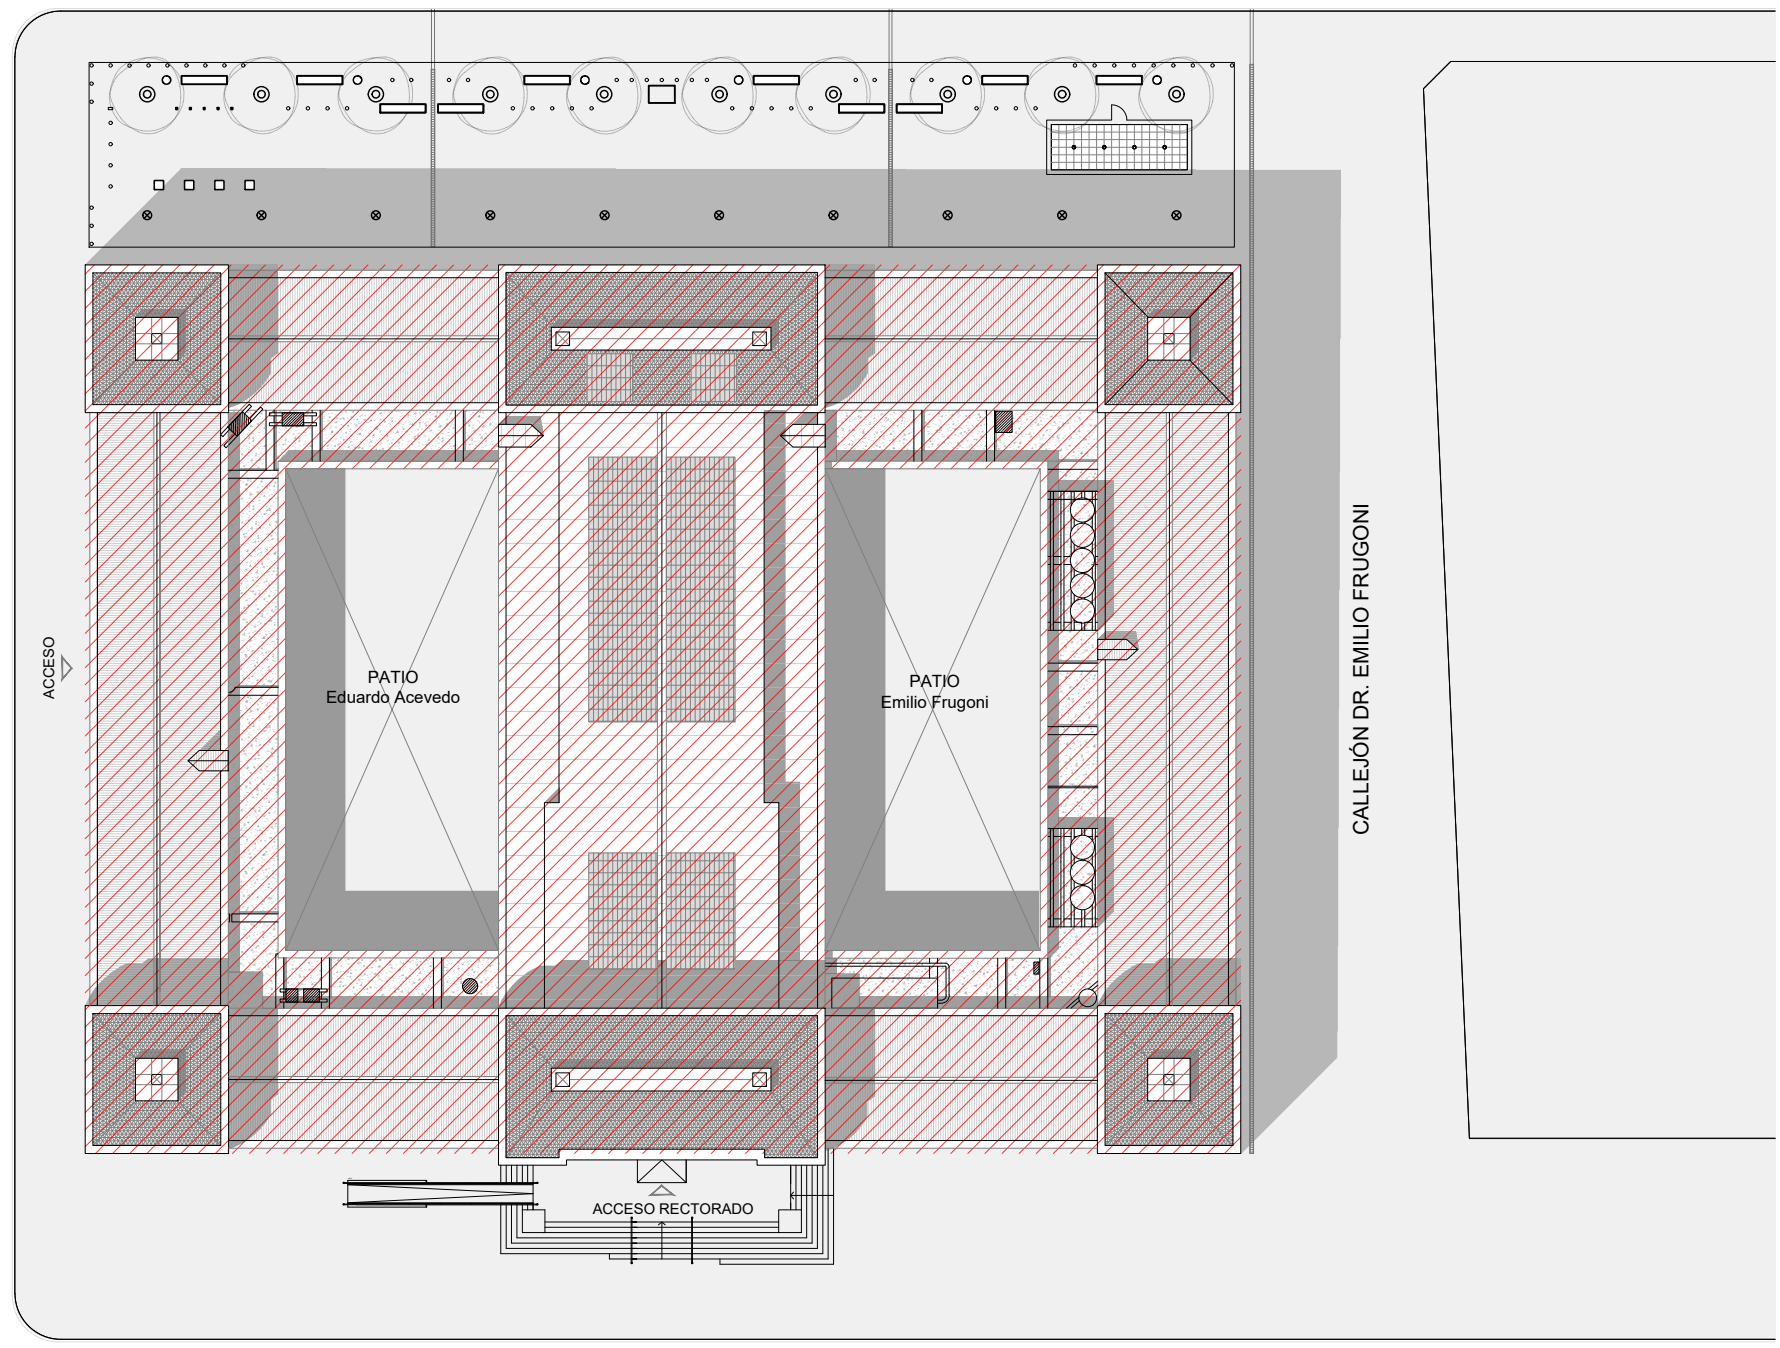 ACCESO
PATIO
Eduardo Acevedo
PATIO
Emilio Frugoni
CALLEJÓN DR. EMILIO FRUGONI
ACCESO RECTORADO